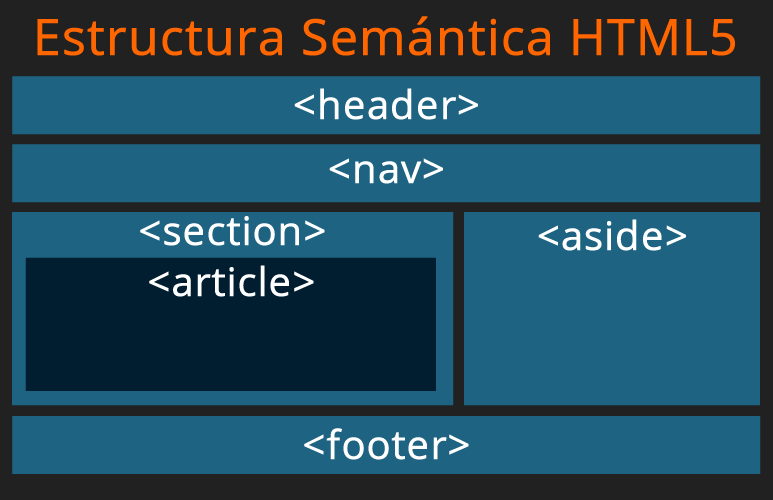 Estructura Semántica HTML5
<header>
<nav>
<section>
<aside>
<article>
<footer>